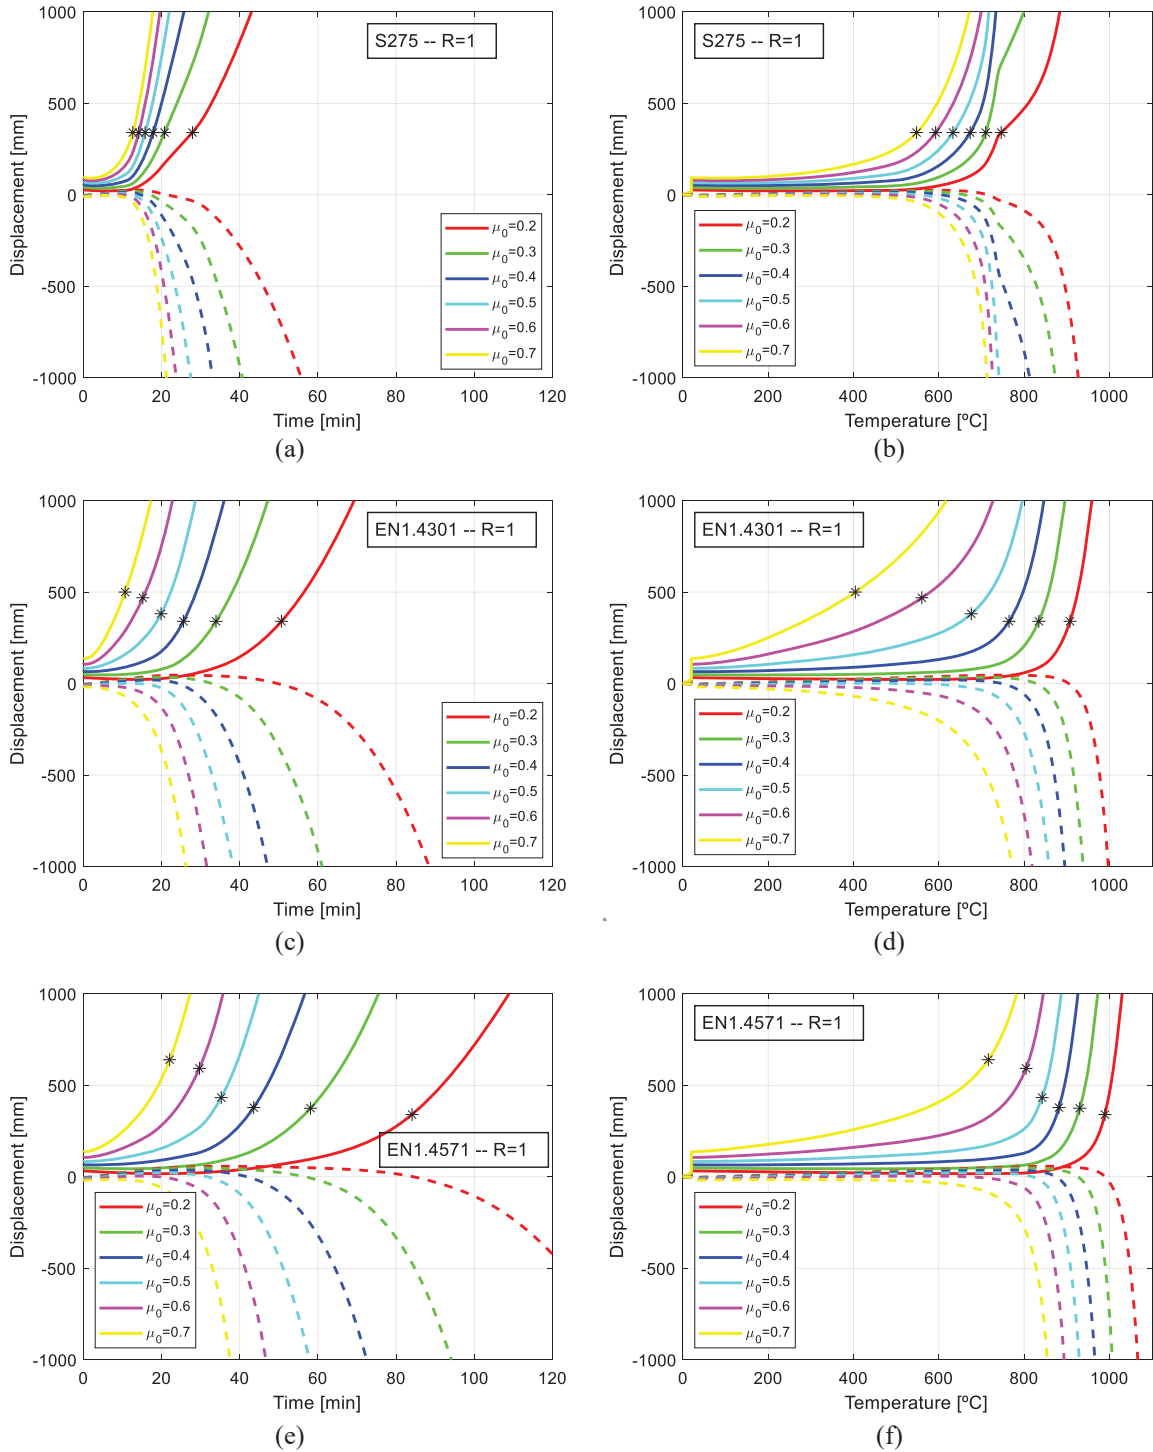 1000
500
0
-500
-1000
Displacement [mm]
S275 -- R=1
μ0=0.2
μ0=0.3
μ0=0.4
μ0=0.5
μ0=0.6
μ0=0.7
0 20 40 60 80 100 120
Time [min]
(a)
1000
500
0
-500
-1000
Displacement [mm]
S275 -- R=1
μ0=0.2
μ0=0.3
μ0=0.4
μ0=0.5
μ0=0.6
μ0=0.7
0 200 400 600 800 1000
Temperature [ºC]
(b)
1000
500
0
-500
-1000
Displacement [mm]
EN1.4301 -- R=1
μ0=0.2
μ0=0.3
μ0=0.4
μ0=0.5
μ0=0.6
μ0=0.7
0 20 40 60 80 100 120
Time [min]
(c)
1000
500
0
-500
-1000
Displacement [mm]
EN1.4301 -- R=1
μ0=0.2
μ0=0.3
μ0=0.4
μ0=0.5
μ0=0.6
μ0=0.7
0 200 400 600 800 1000
Temperature [ºC]
(d)
1000
500
0
-500
-1000
Displacement [mm]
EN1.4571 -- R=1
μ0=0.2
μ0=0.3
μ0=0.4
μ0=0.5
μ0=0.6
μ0=0.7
0 20 40 60 80 100 120
Time [min]
(e)
1000
500
0
-500
-1000
Displacement [mm]
EN1.4571 -- R=1
μ0=0.2
μ0=0.3
μ0=0.4
μ0=0.5
μ0=0.6
μ0=0.7
0 200 400 600 800 1000
Temperature [ºC]
(f)